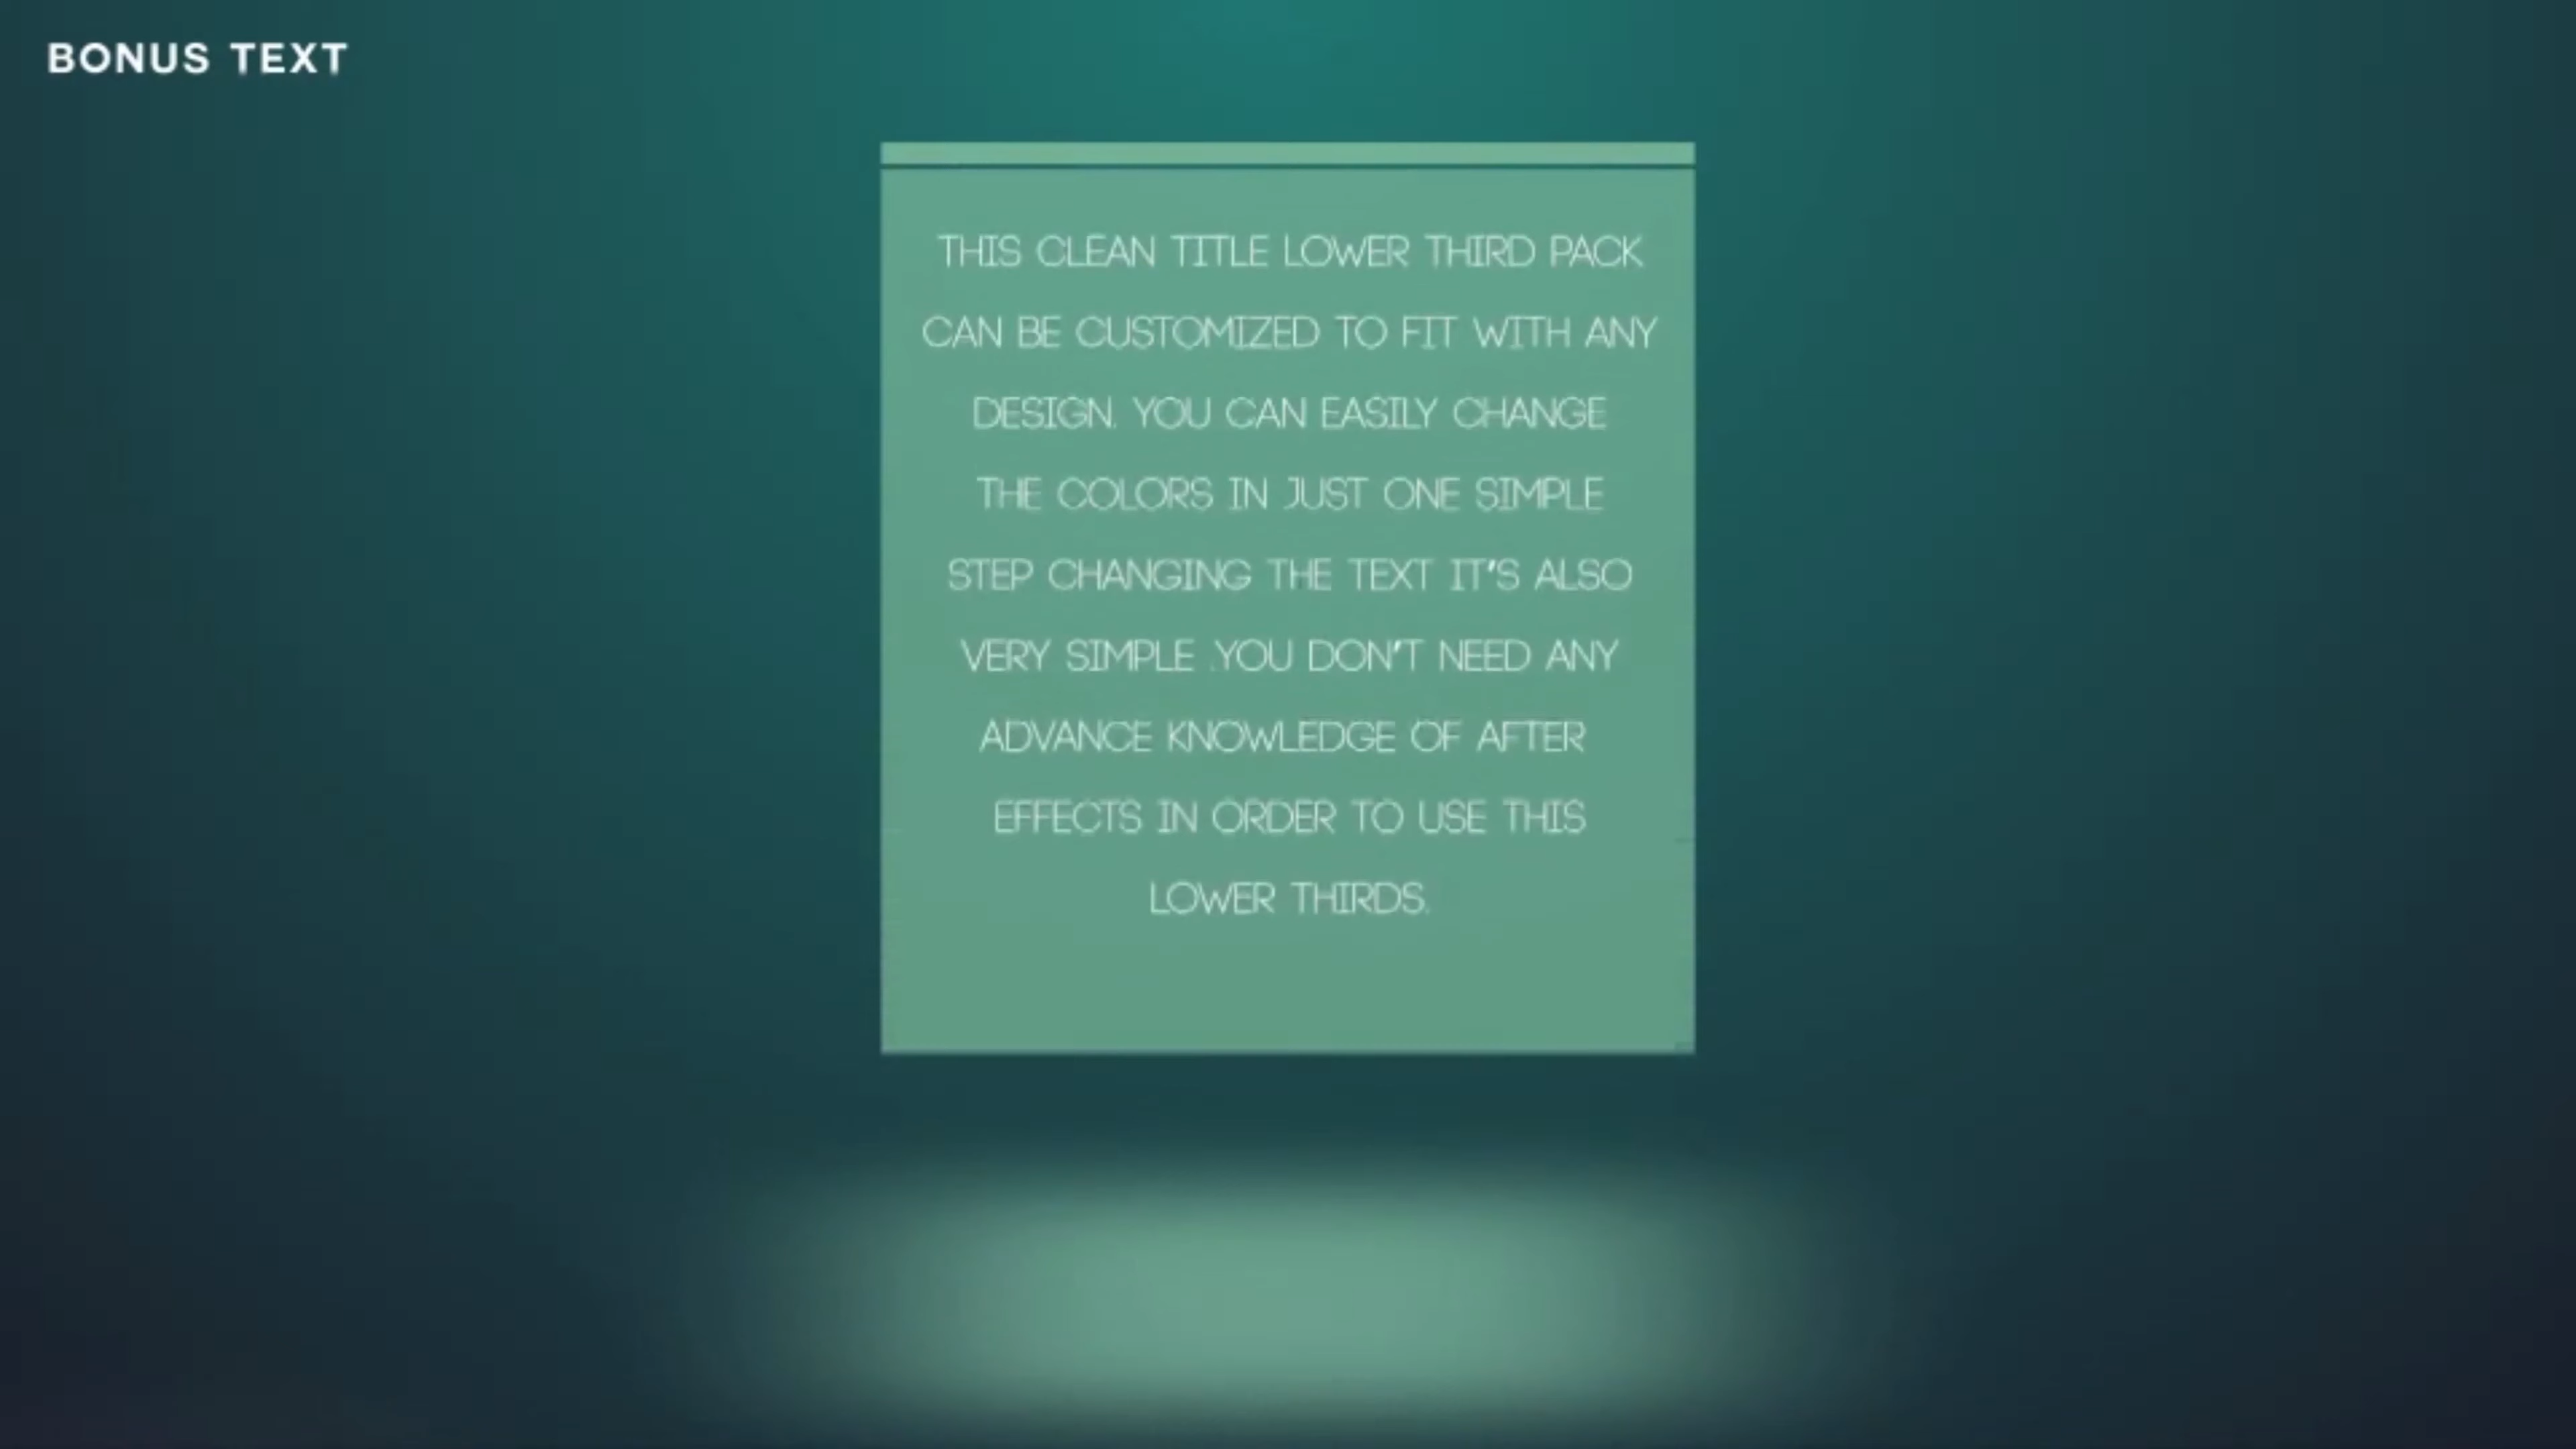 BONUS TEXT
THIS CLEAN TITLE LOWER THIRD PACK
CAN BE CUSTOMIZED TO FIT WITH ANY
DESIGN. YOU CAN EASILY CHANGE
THE COLORS IN JUST ONE SIMPLE
STEP CHANGING THE TEXT IT'S ALSO
VERY SIMPLE .YOU DON'T NEED ANY
ADVANCE KNOWLEDGE OF AFTER
EFFECTS IN ORDER TO USE THIS
LOWER THIRDS.